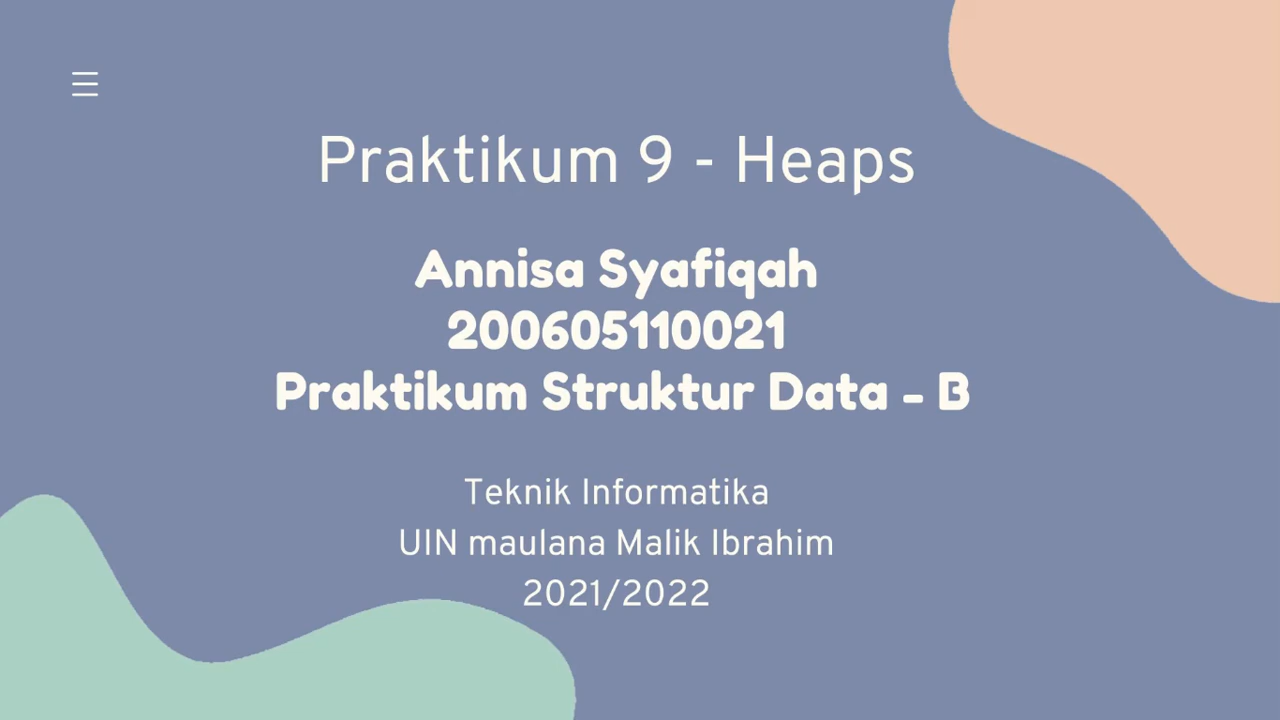 Praktikum 9 - Heaps
Annisa Syafiqah
200605110021
Praktikum Struktur Data - B
Teknik Informatika
UIN maulana Malik Ibrahim
2021/2022